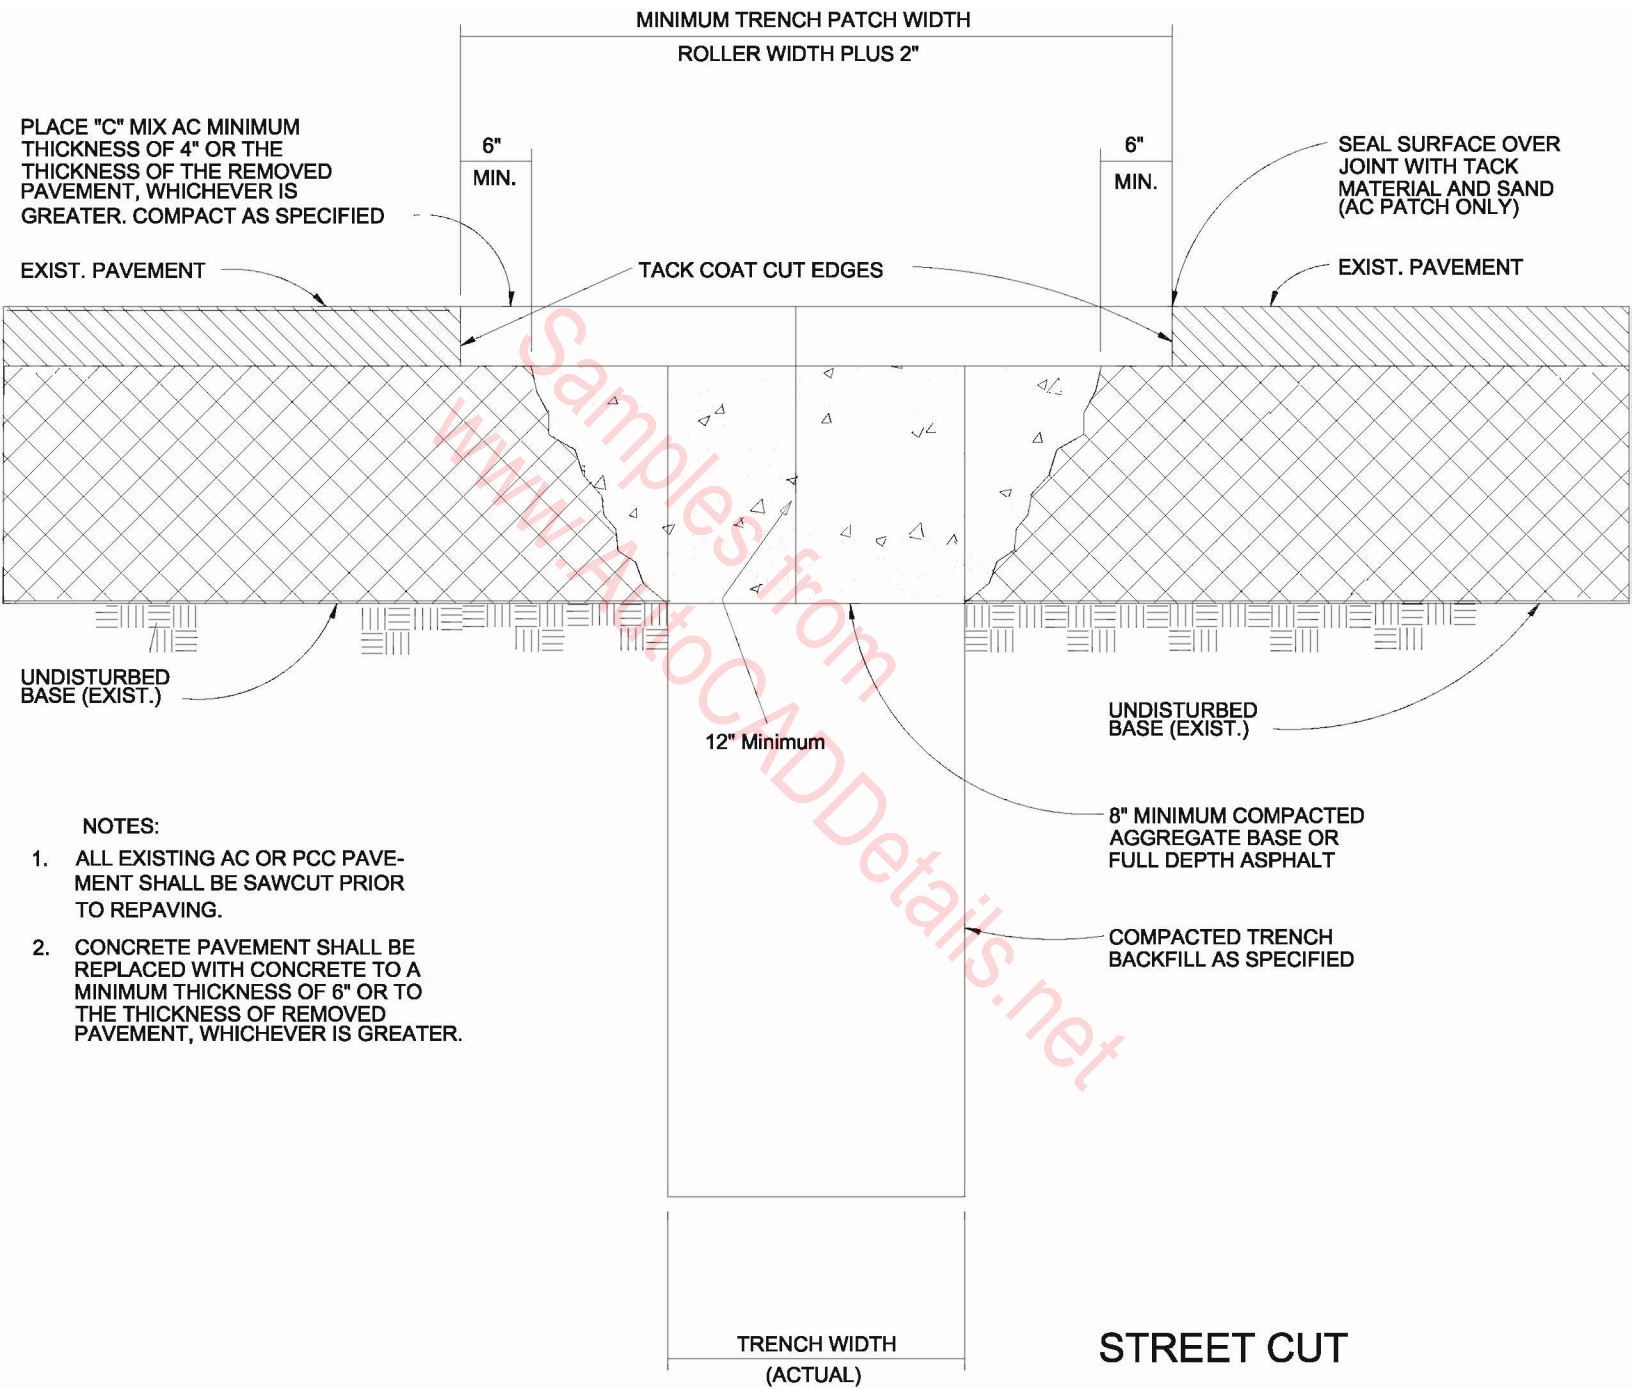 MINIMUM TRENCH PATCH WIDTH
ROLLER WIDTH PLUS 2"
PLACE "C" MIX AC MINIMUM
THICKNESS OF 4" OR THE
THICKNESS OF THE REMOVED
PAVEMENT, WHICHEVER IS
GREATER. COMPACT AS SPECIFIED
6"
MIN.
6"
MIN.
SEAL SURFACE OVER
JOINT WITH TACK
MATERIAL AND SAND
(AC PATCH ONLY)
EXIST. PAVEMENT
TACK COAT CUT EDGES
EXIST. PAVEMENT
Samples from
www.AutoCADDetails.net
UNDISTURBED
BASE (EXIST.)
12" Minimum
UNDISTURBED
BASE (EXIST.)
8" MINIMUM COMPACTED
AGGREGATE BASE OR
FULL DEPTH ASPHALT
COMPACTED TRENCH
BACKFILL AS SPECIFIED
NOTES:
1. ALL EXISTING AC OR PCC PAVE-
MENT SHALL BE SAWCUT PRIOR
TO REPAVING.
2. CONCRETE PAVEMENT SHALL BE
REPLACED WITH CONCRETE TO A
MINIMUM THICKNESS OF 6" OR TO
THE THICKNESS OF REMOVED
PAVEMENT, WHICHEVER IS GREATER.
TRENCH WIDTH
(ACTUAL)
STREET CUT